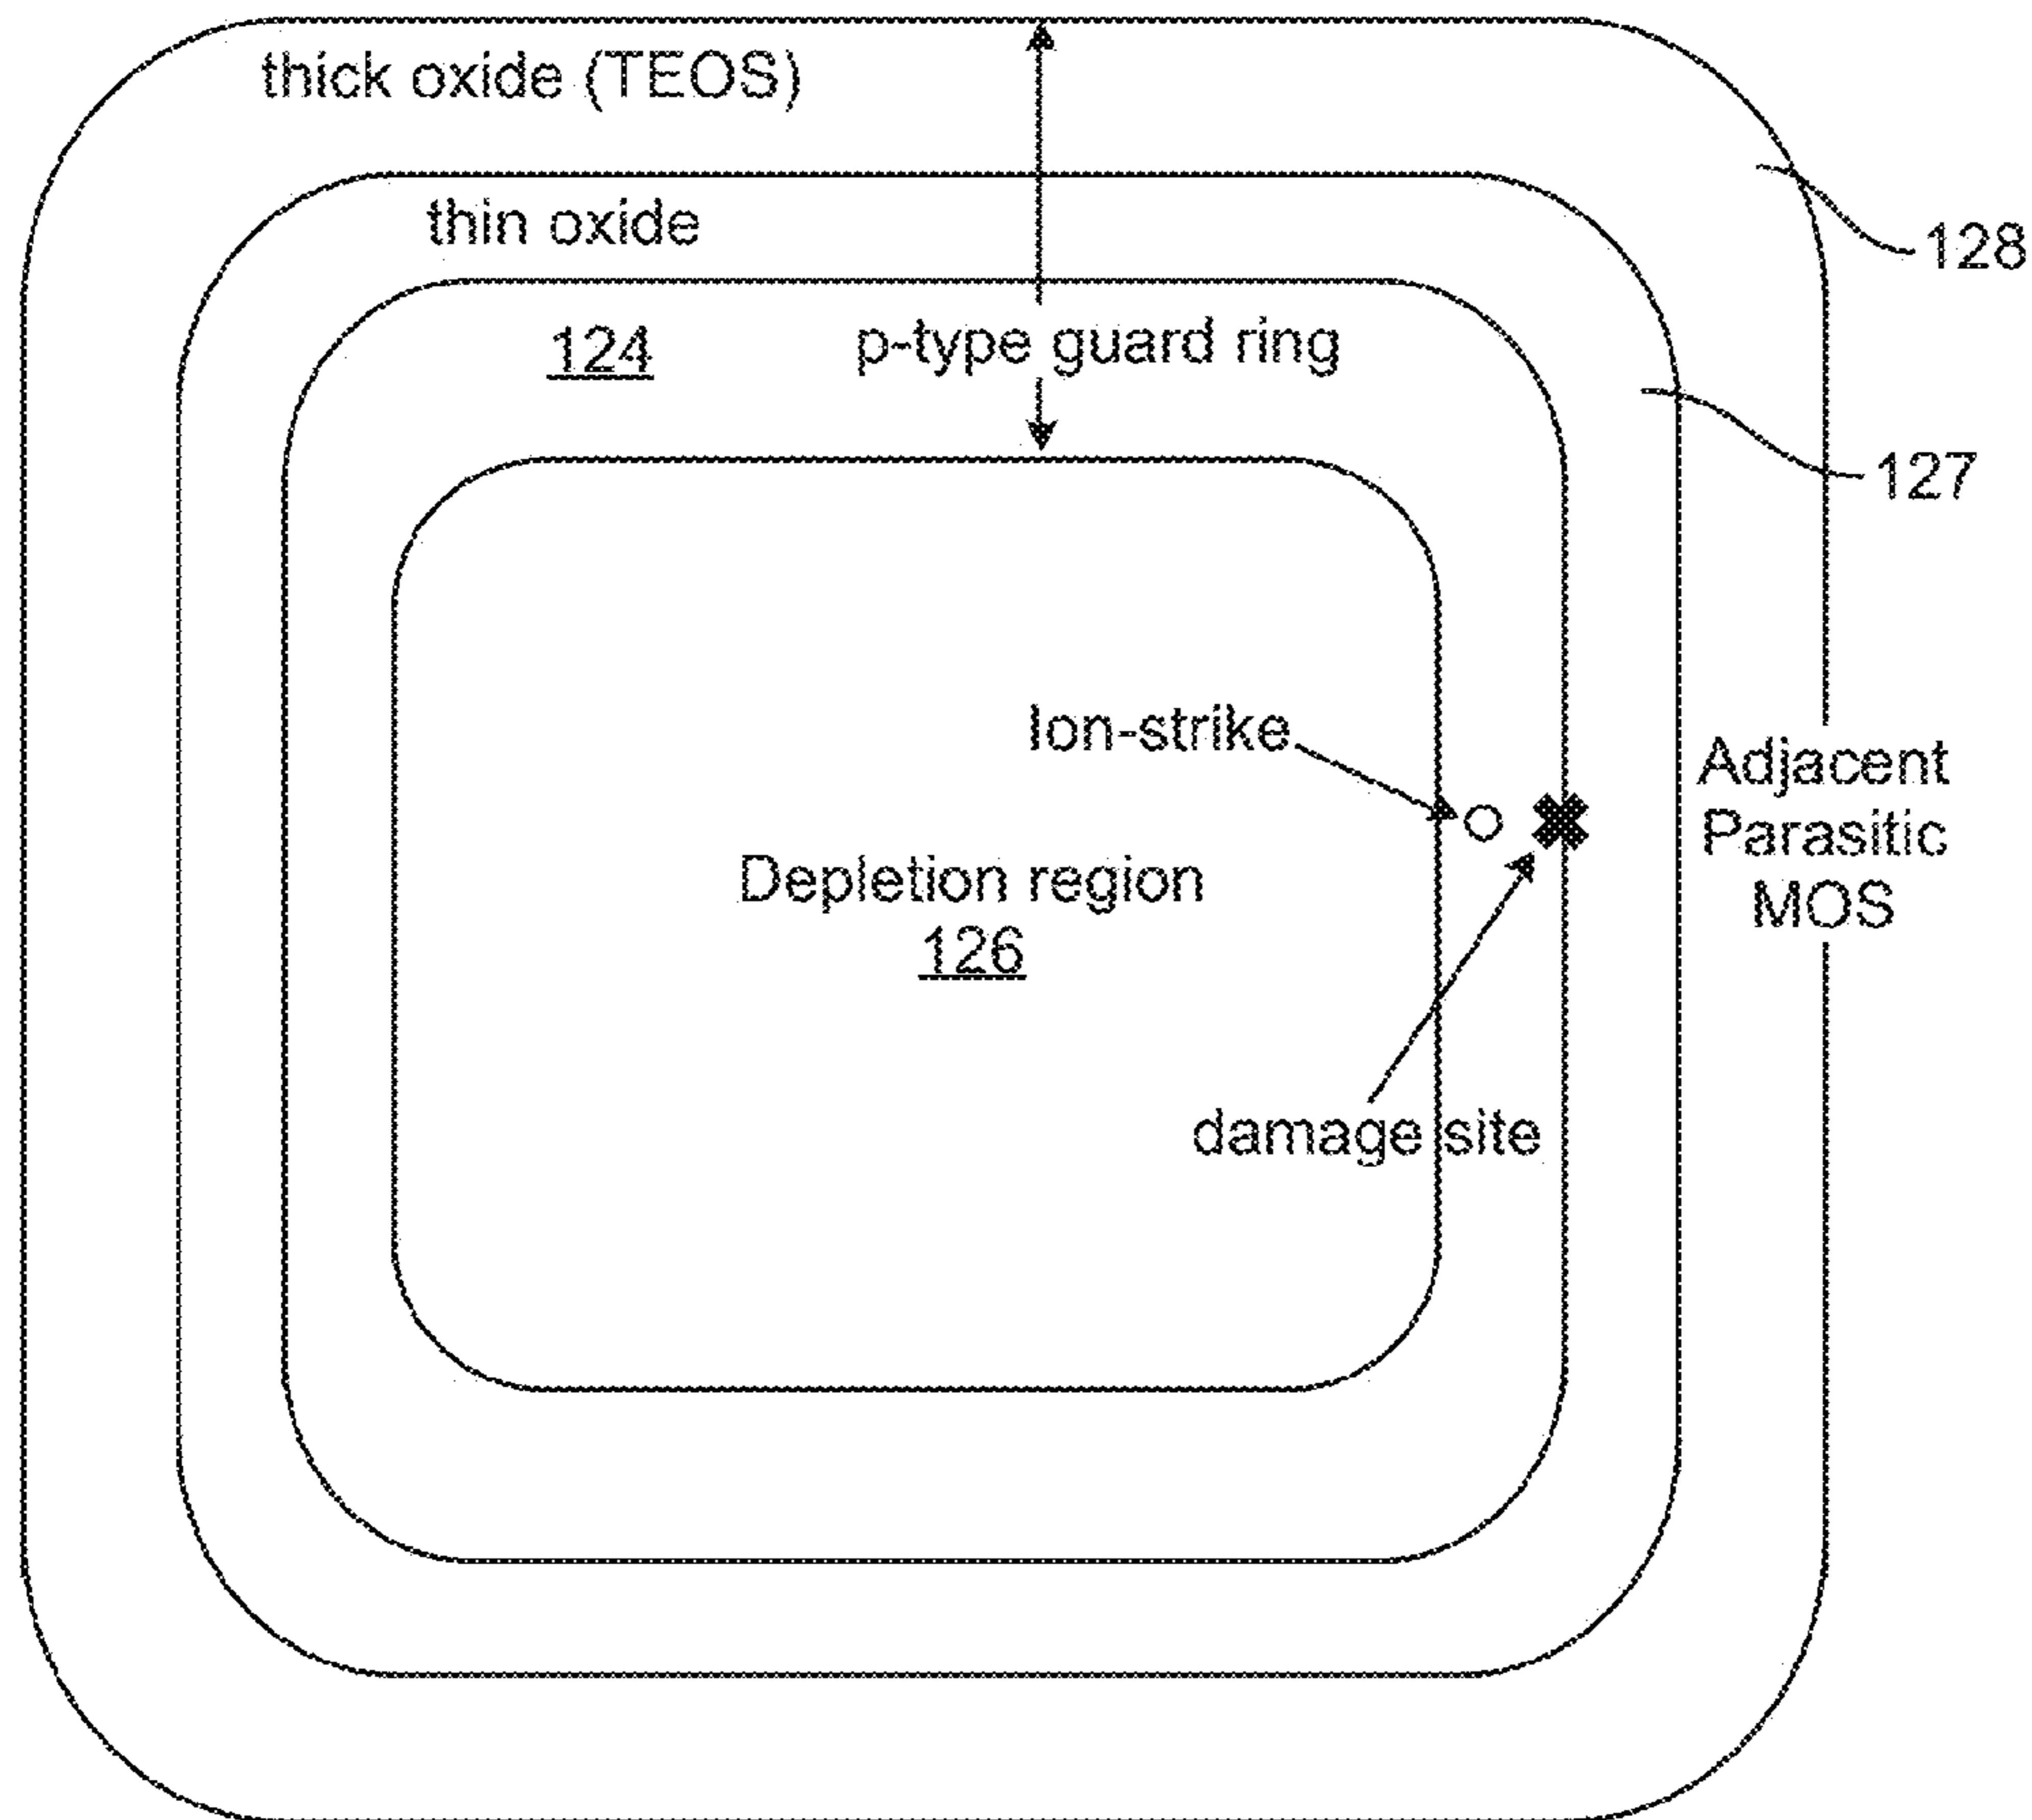 thick oxide (TEOS)
thin oxide
128
124
p-type guard ring
127
Ion-strike
Adjacent
Parasitic
MOS
Depletion region
126
damage site